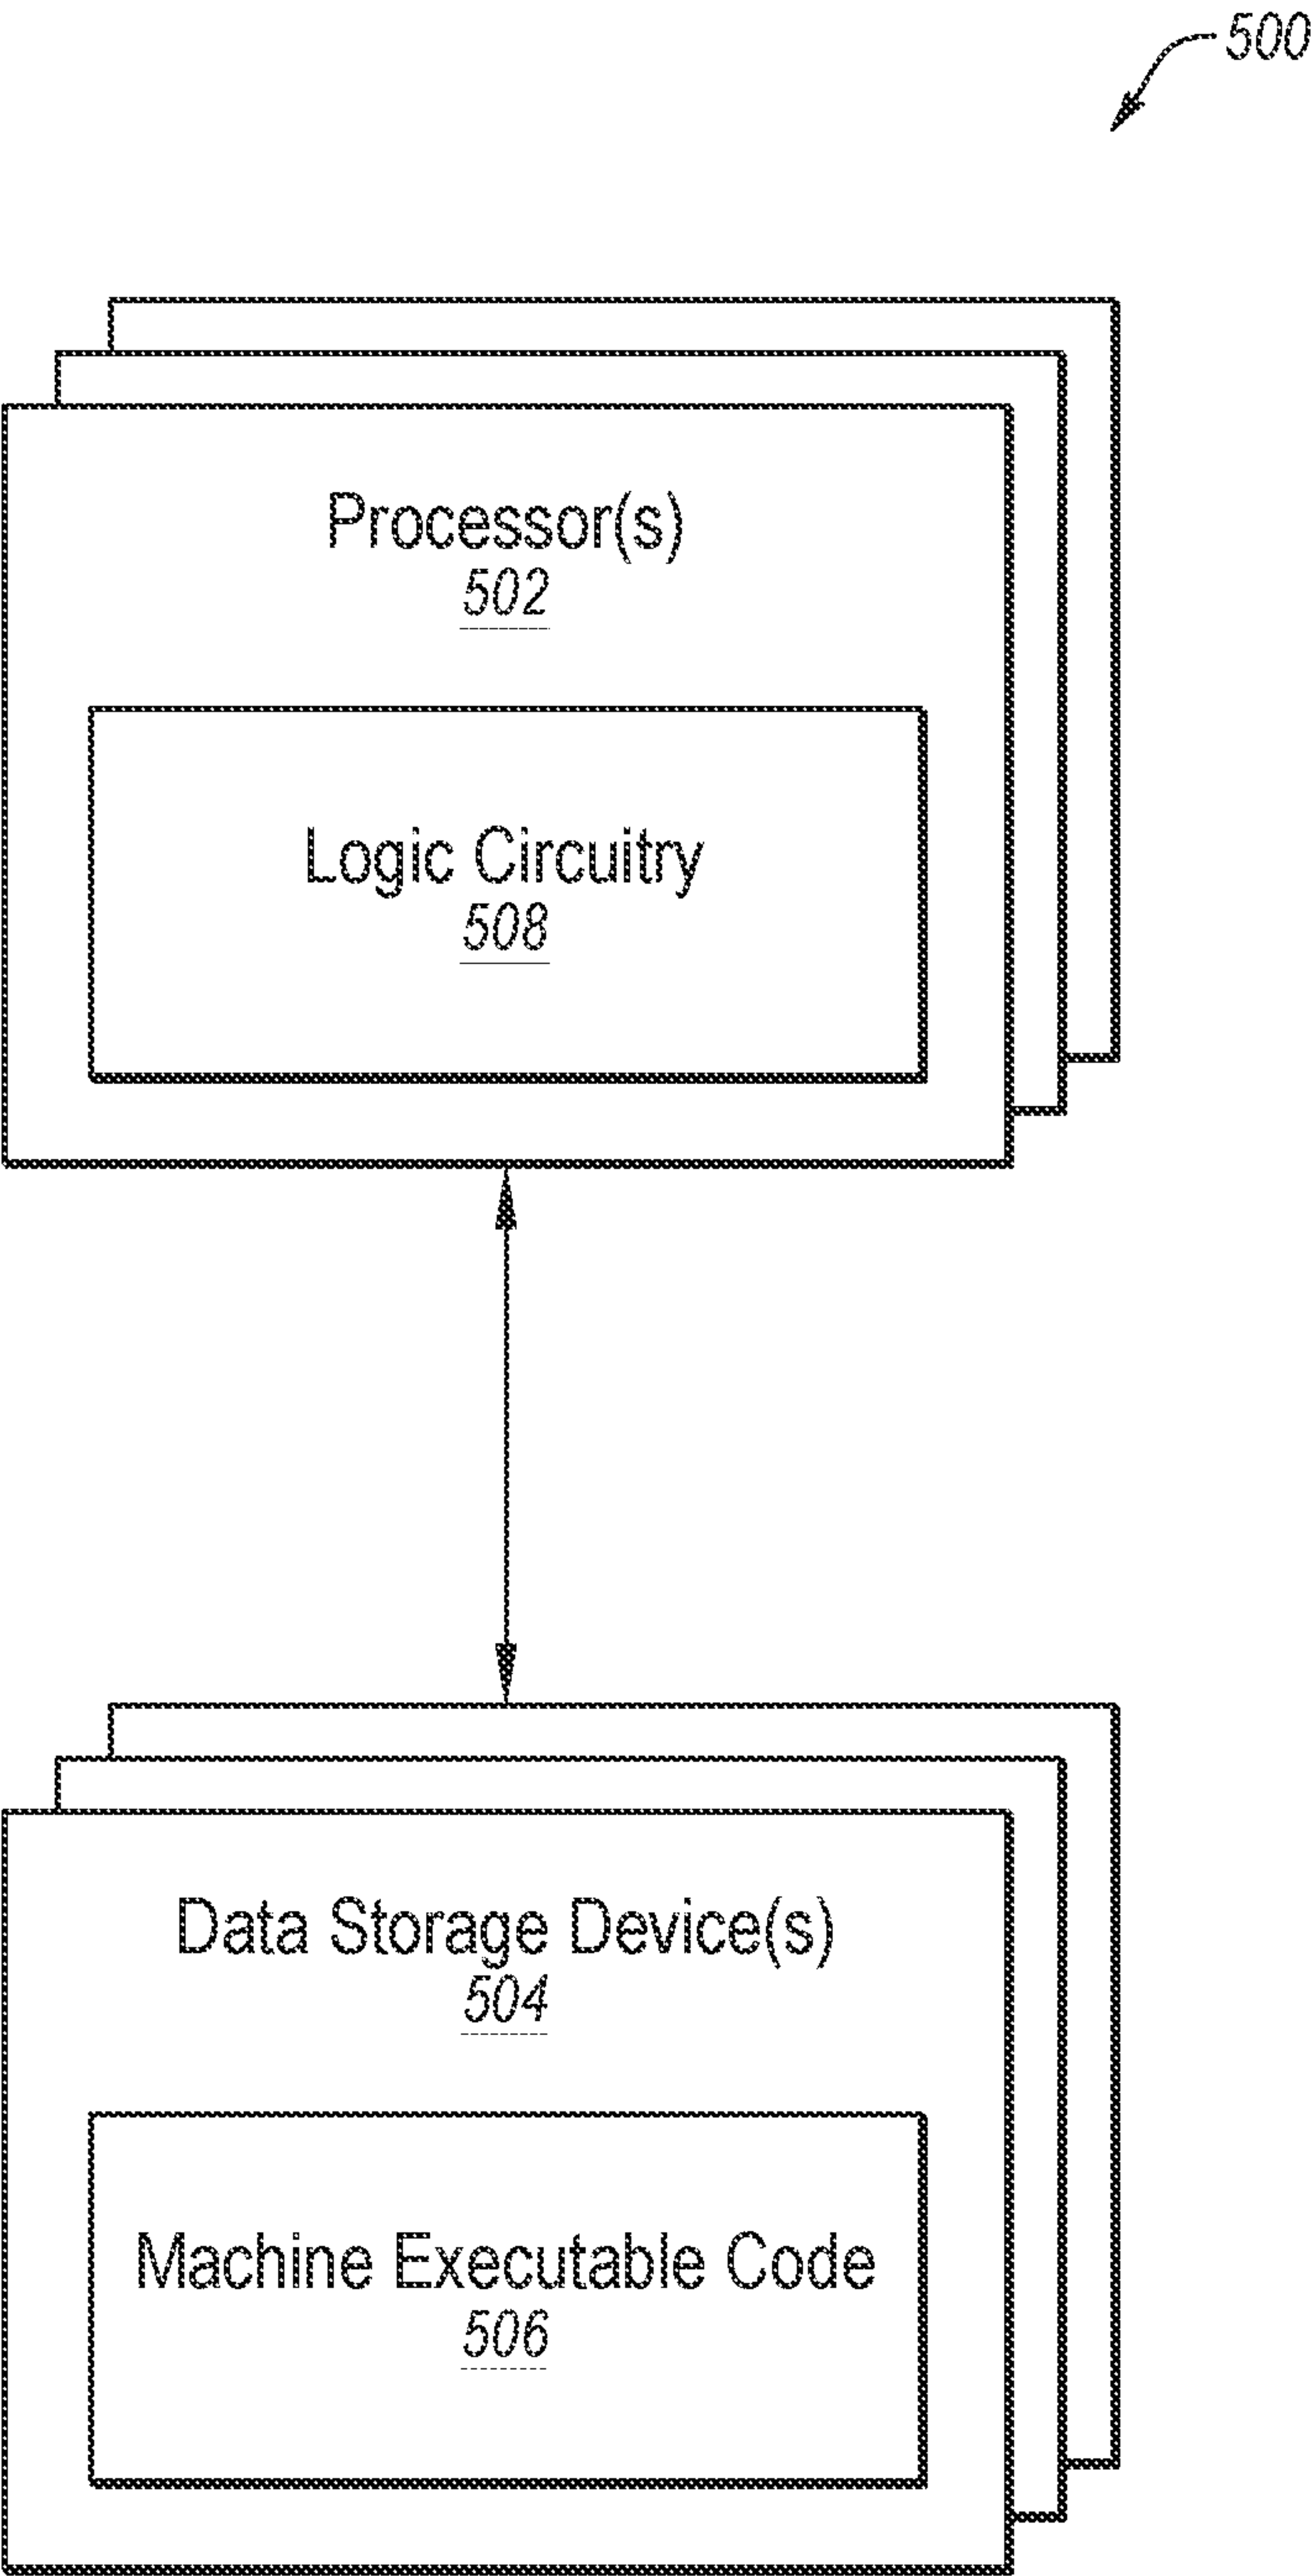 500
Processor(s)
502
Logic Circuitry
508
Data Storage Device(s)
504
Machine Executable Code
506